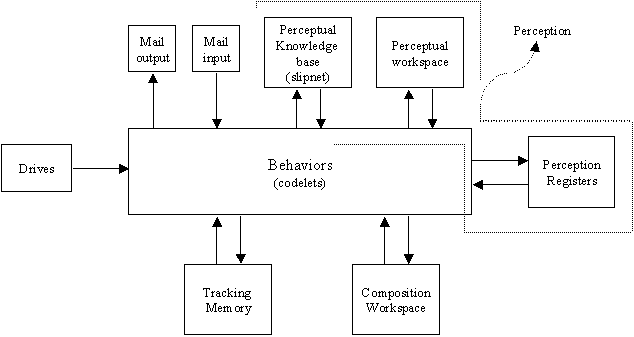 Mail
output
Mail
input
Perceptual
Knowledge
base
(slipnet)
Perceptual
workspace
Perception
Drives
Behaviors
(codelets)
Perception
Registers
Tracking
Memory
Composition
Workspace